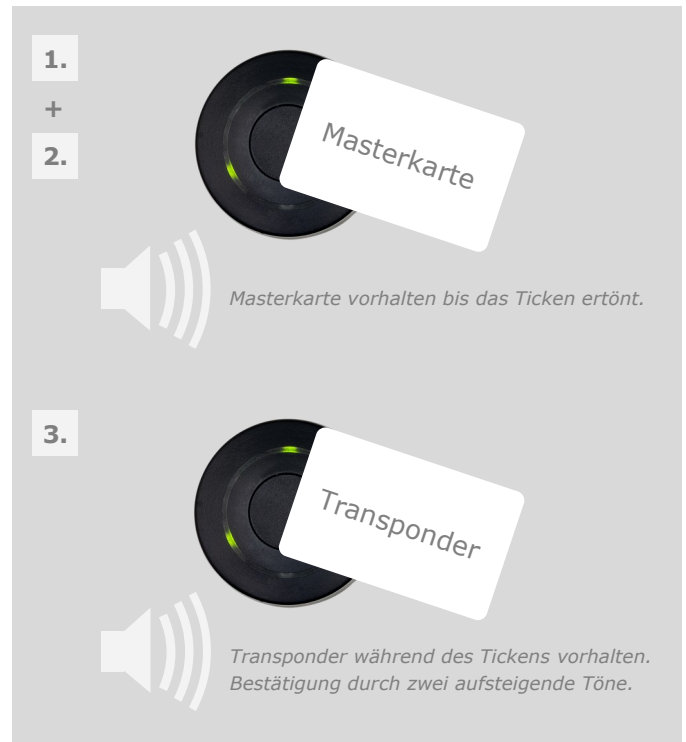 1.
+
2.
Masterkarte
Masterkarte vorhalten bis das Ticken ertönt.
3.
Transponder
Transponder während des Tickens vorhalten.
Bestätigung durch zwei aufsteigende Töne.